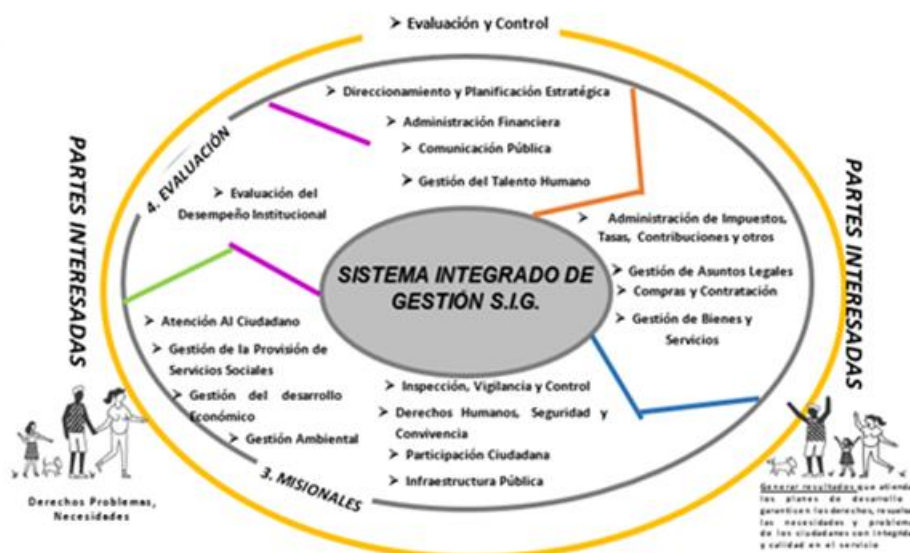 ➤ Evaluación y Control
➤ Direccionamiento y Planificación Estratégica
➤ Administración Financiera
➤ Comunicación Pública
➤ Gestión del Talento Humano
4. EVALUACIÓN
➤ Evaluación del
Desempeño Institucional
➤ Administración de Impuestos,
Tasas, Contribuciones y otros
➤ Gestión de Asuntos Legales
➤ Compras y Contratación
➤ Gestión de Bienes y
Servicios
SISTEMA INTEGRADO DE
GESTIÓN S.I.G.
➤ Atención Al Ciudadano
➤ Gestión de la Provisión de
Servicios Sociales
➤ Gestión del desarrollo
Económico
➤ Gestión Ambiental
➤ Inspección, Vigilancia y Control
➤ Derechos Humanos, Seguridad y
Convivencia
➤ Participación Ciudadana
➤ Infraestructura Pública
3. MISIONALES
PARTES INTERESADAS
Derechos Problemas,
Necesidades
PARTES INTERESADAS
Generar resultados que atienda
los planes de desarrollo
garanticen los derechos, resuelva
las necesidades y problema
de los ciudadanos con integrida
y calidad en el servicio